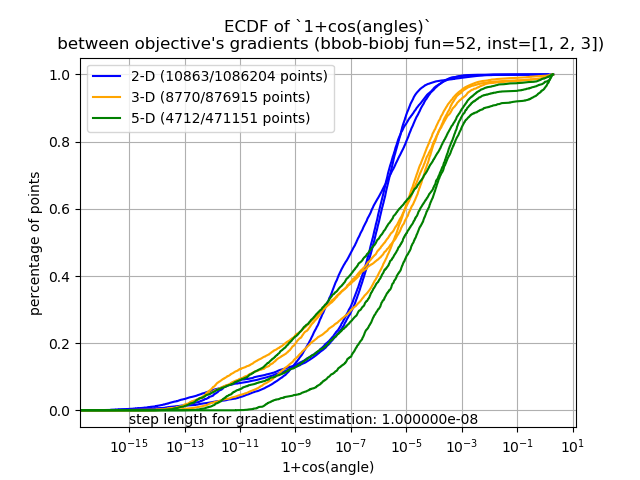 ECDF of `1+cos(angles)`
between objective's gradients (bbob-biobj fun=52, inst=[1, 2, 3])
1.0
0.8
0.6
0.4
0.2
0.0
percentage of points
2-D (10863/1086204 points)
3-D (8770/876915 points)
5-D (4712/471151 points)
step length for gradient estimation: 1.000000e-08
10⁻¹⁵ 10⁻¹³ 10⁻¹¹ 10⁻⁹ 10⁻⁷ 10⁻⁵ 10⁻³ 10⁻¹ 10¹
1+cos(angle)